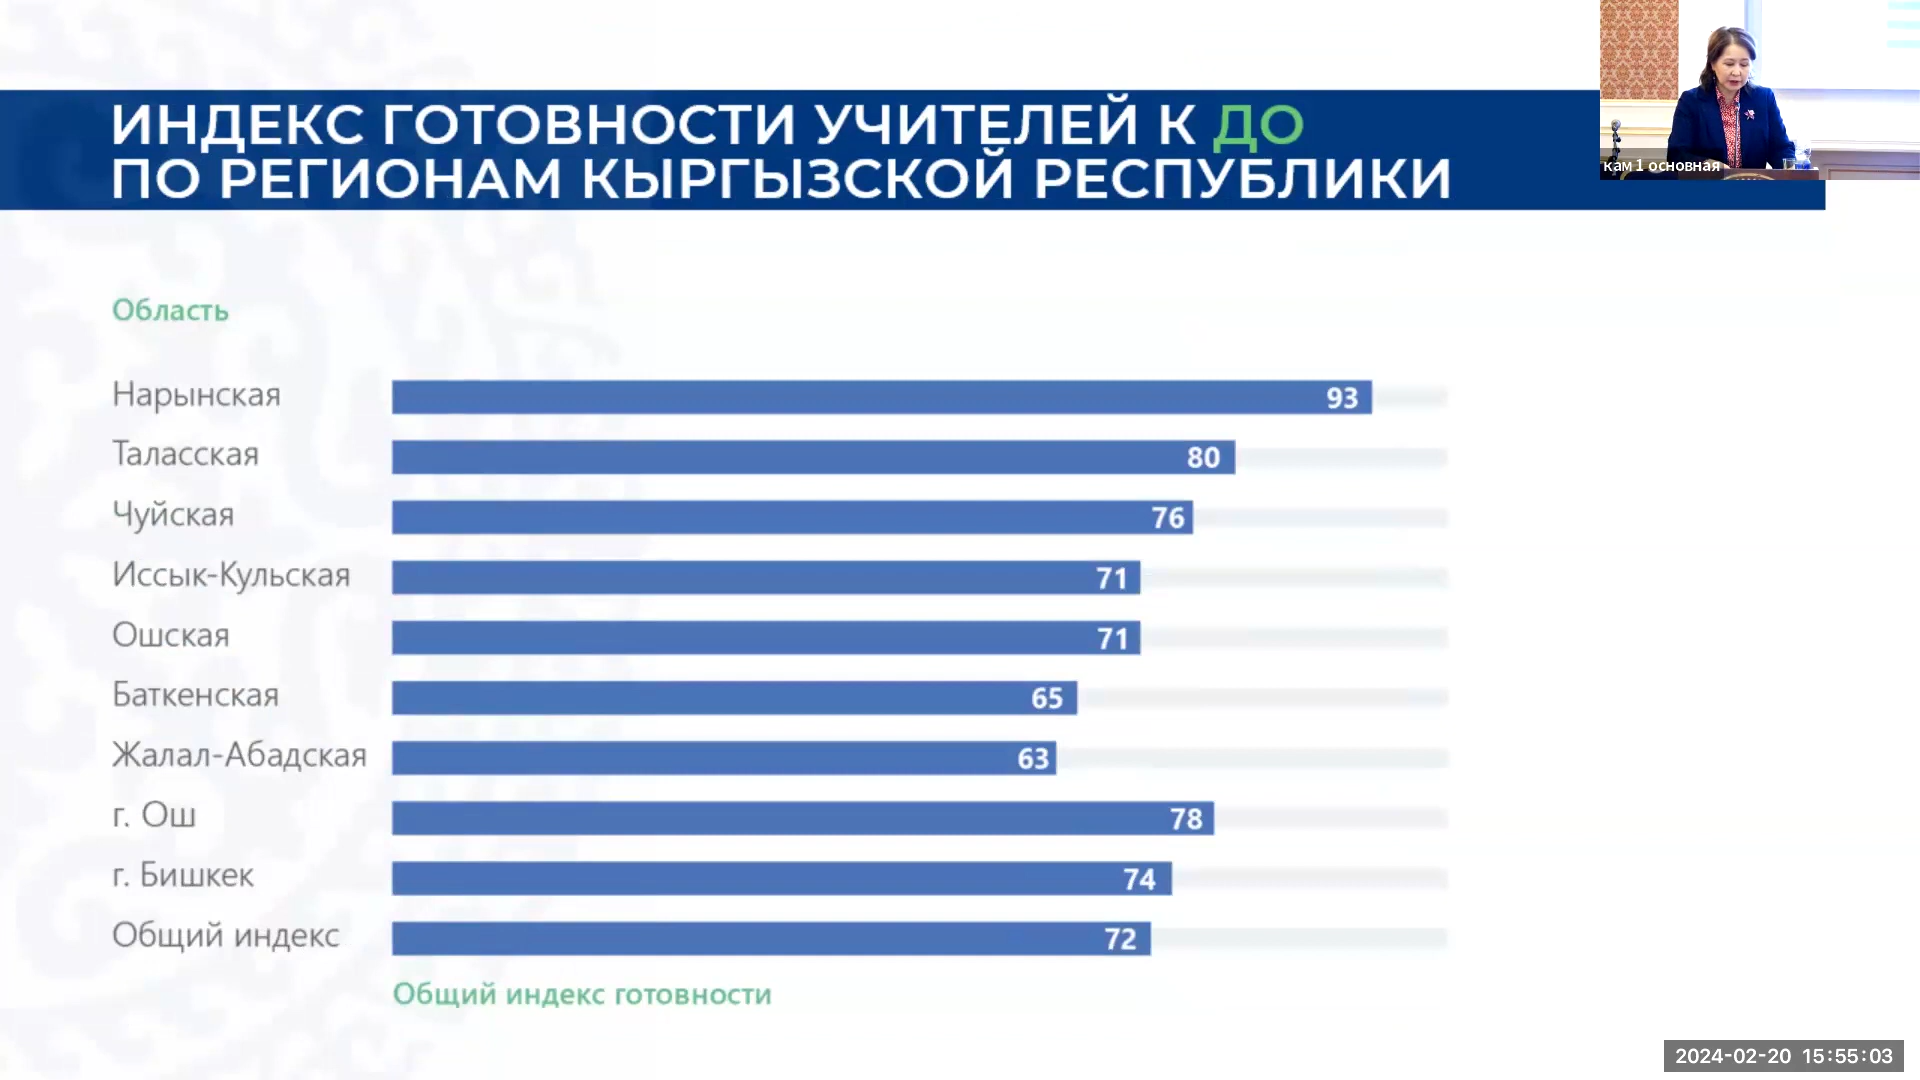 ИНДЕКС ГОТОВНОСТИ УЧИТЕЛЕЙ К ДО
ПО РЕГИОНАМ КЫРГЫЗСКОЙ РЕСПУБЛИКИ
кам 1 основная
Область
Нарынская 93
Таласская 80
Чуйская 76
Иссык-Кульская 71
Ошская 71
Баткенская 65
Жалал-Абадская 63
г. Ош 78
г. Бишкек 74
Общий индекс 72
Общий индекс готовности
2024-02-20 15:55:03